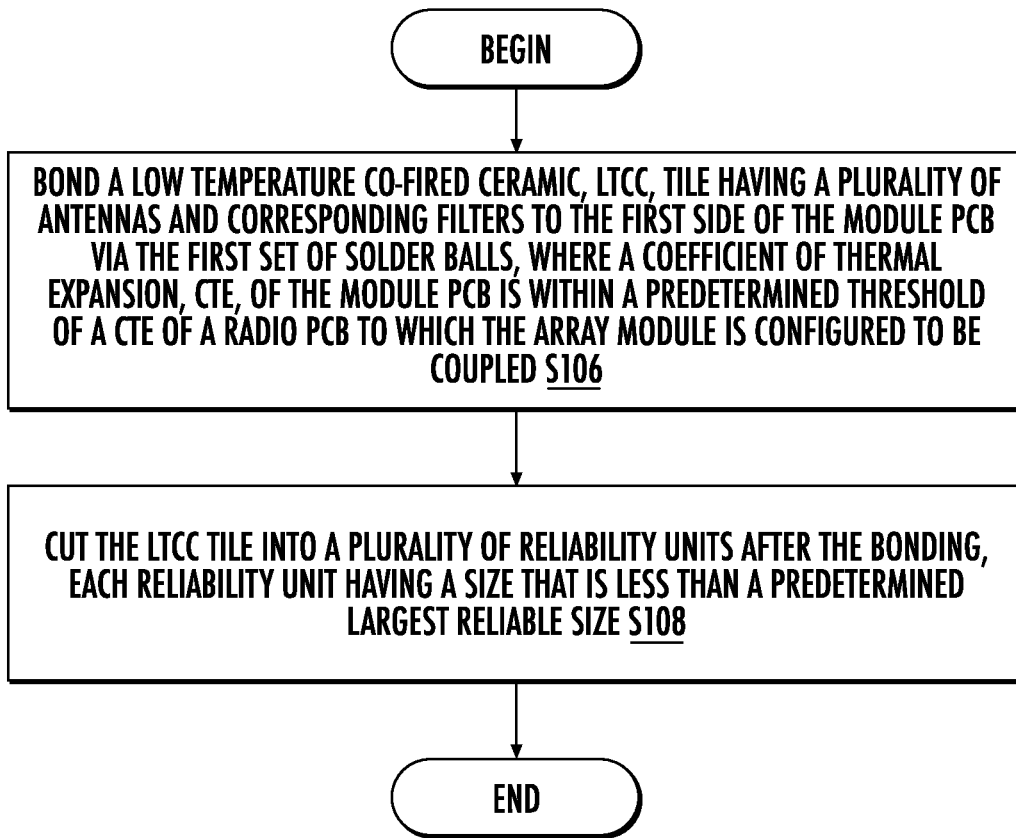 BEGIN
BOND A LOW TEMPERATURE CO-FIRED CERAMIC, LTCC, TILE HAVING A PLURALITY OF
ANTENNAS AND CORRESPONDING FILTERS TO THE FIRST SIDE OF THE MODULE PCB
VIA THE FIRST SET OF SOLDER BALLS, WHERE A COEFFICIENT OF THERMAL
EXPANSION, CTE, OF THE MODULE PCB IS WITHIN A PREDETERMINED THRESHOLD
OF A CTE OF A RADIO PCB TO WHICH THE ARRAY MODULE IS CONFIGURED TO BE
COUPLED S106
CUT THE LTCC TILE INTO A PLURALITY OF RELIABILITY UNITS AFTER THE BONDING,
EACH RELIABILITY UNIT HAVING A SIZE THAT IS LESS THAN A PREDETERMINED
LARGEST RELIABLE SIZE S108
END